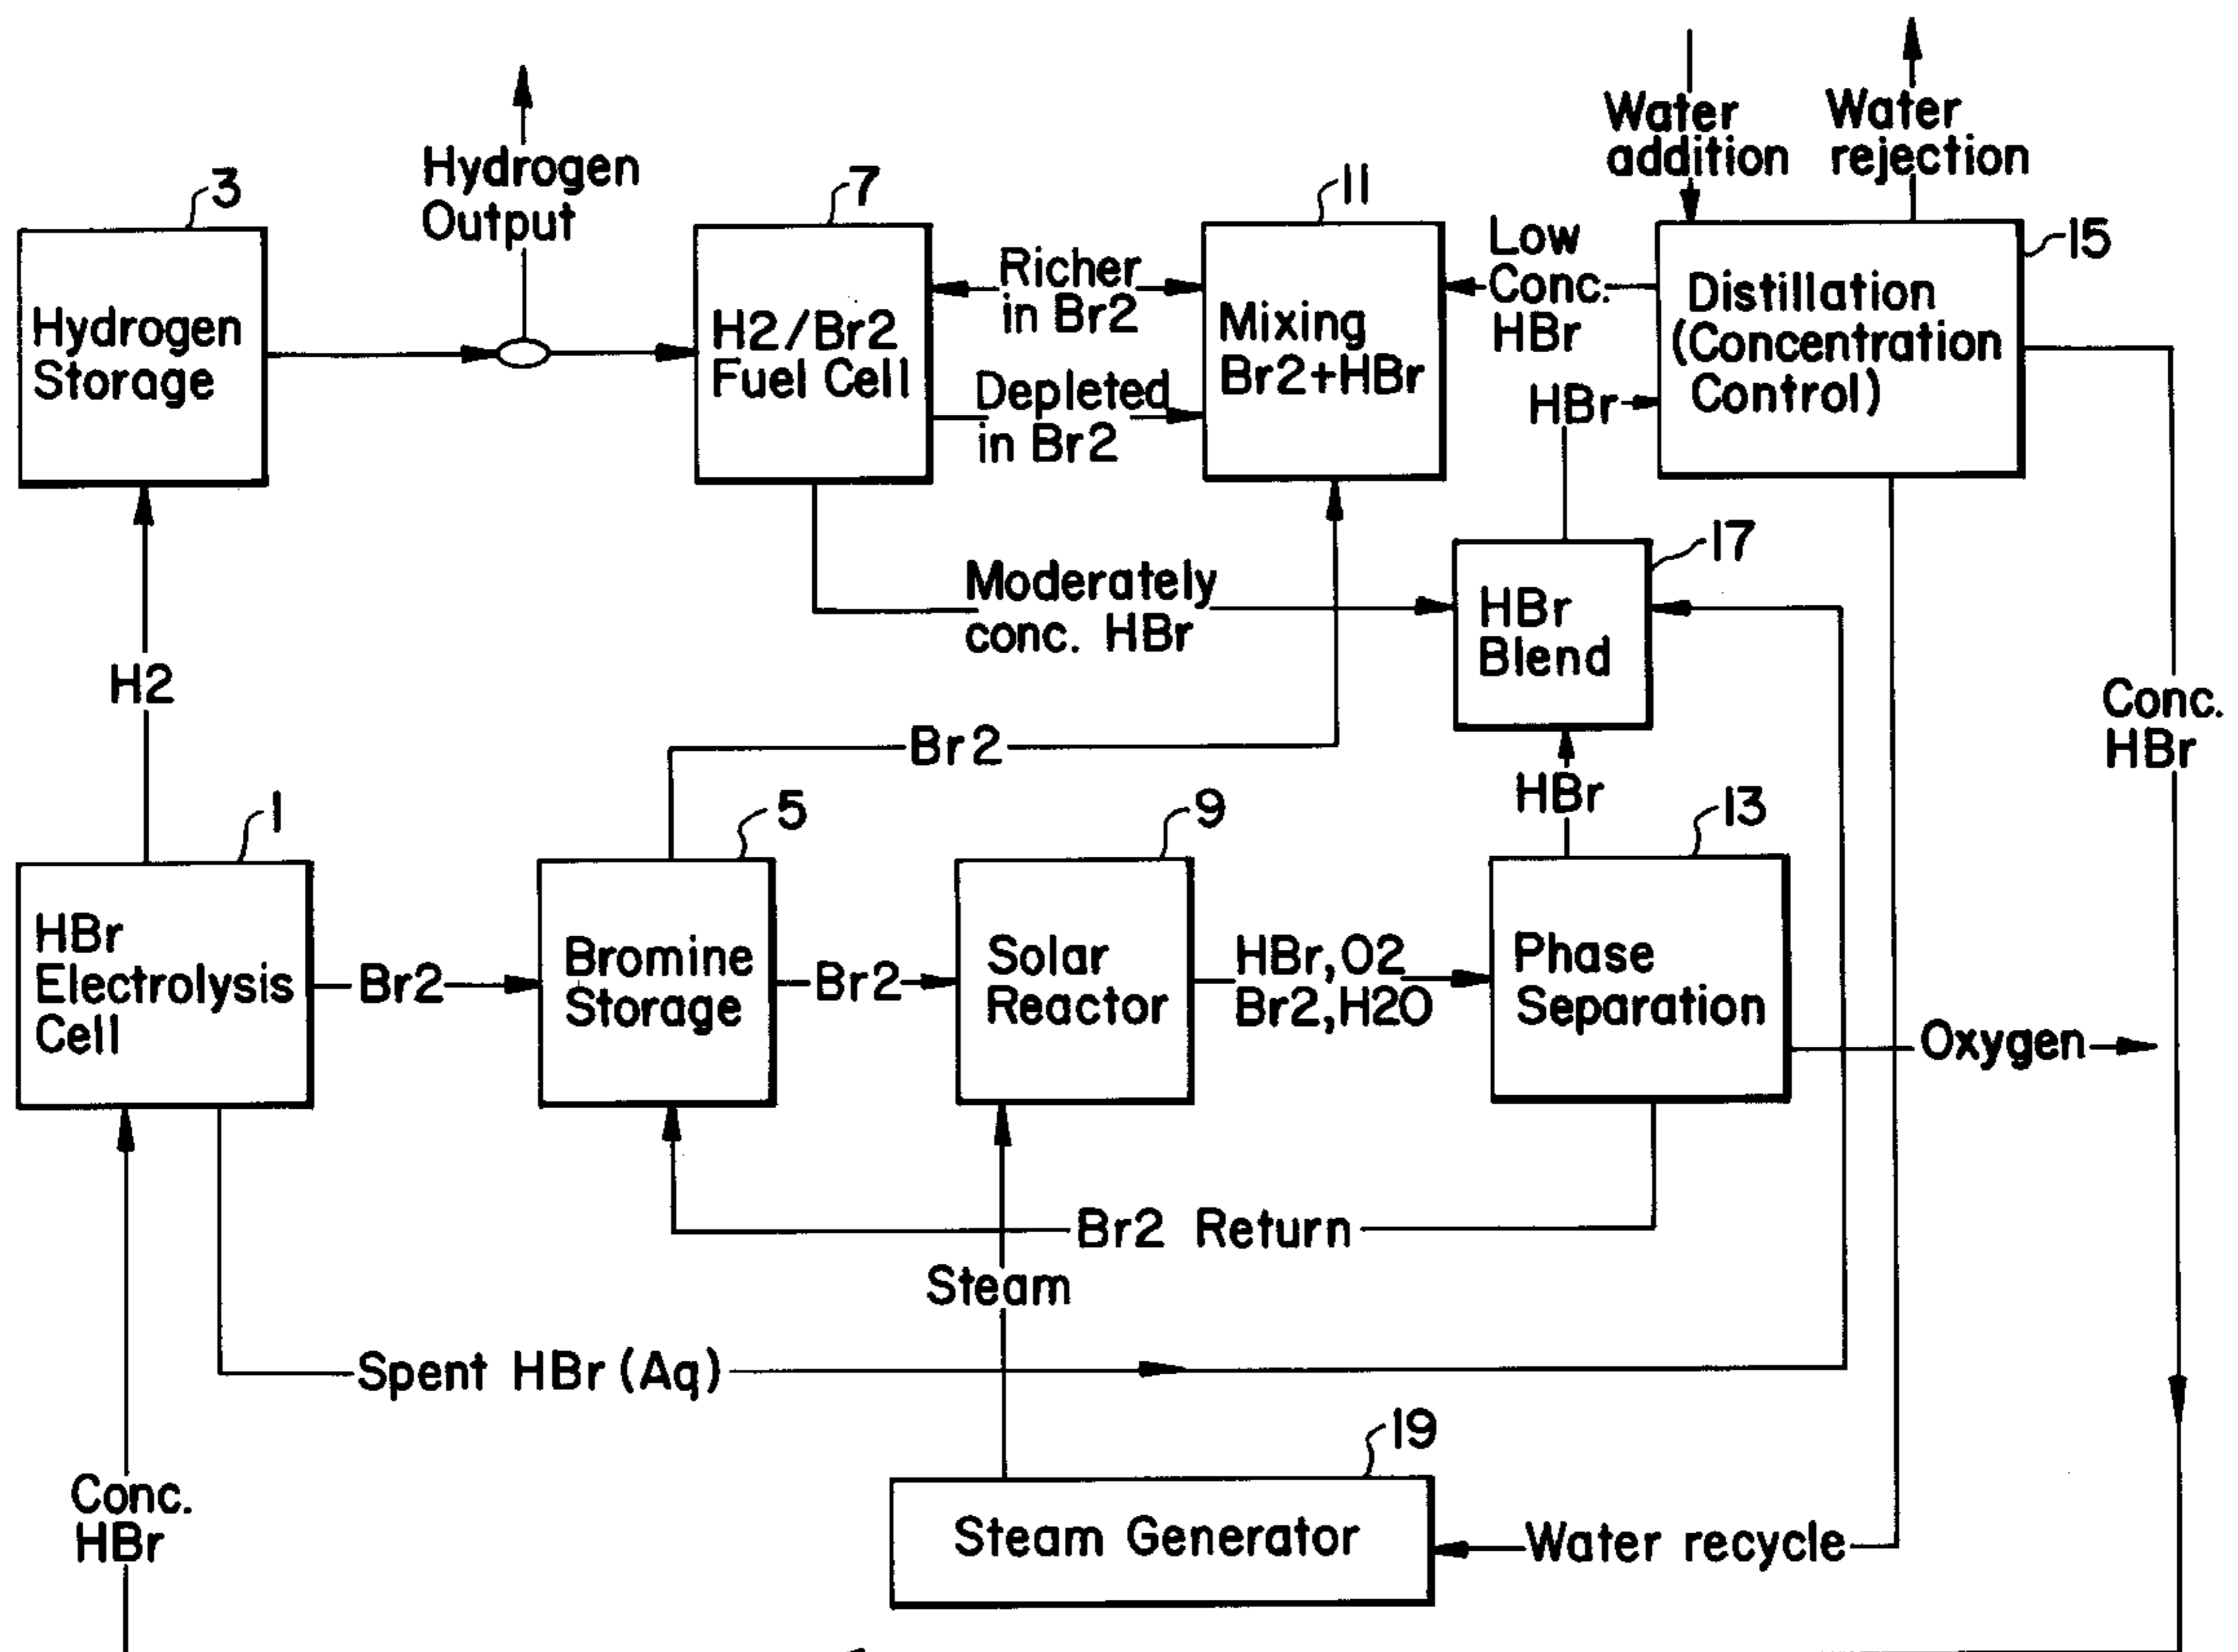 Hydrogen
Output
Water
addition
Water
rejection
3
7
11
15
Hydrogen
Storage
H2/Br2
Fuel Cell
Richer
in Br2
Depleted
in Br2
Mixing
Br2+HBr
Low
Conc.
HBr
HBr
Distillation
(Concentration
Control)
17
Moderately
conc. HBr
HBr
Blend
H2
Br2
HBr
Conc.
HBr
1
5
9
13
HBr
Electrolysis
Cell
Br2
Bromine
Storage
Br2
Solar
Reactor
HBr,O2
Br2,H2O
Phase
Separation
Oxygen
Br2 Return
Steam
Spent HBr (Aq)
19
Conc.
HBr
Steam Generator
Water recycle